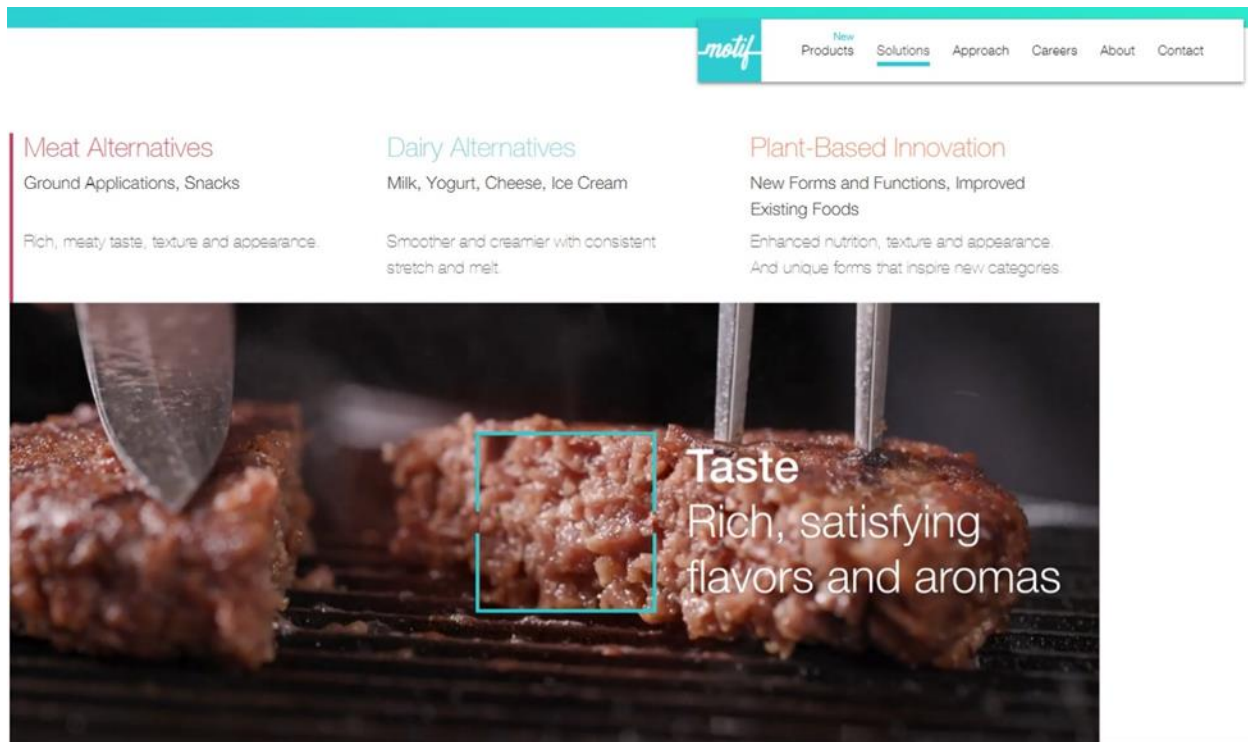 motif
New
Products Solutions Approach Careers About Contact
Meat Alternatives
Ground Applications, Snacks
Rich, meaty taste, texture and appearance.
Dairy Alternatives
Milk, Yogurt, Cheese, Ice Cream
Smoother and creamier with consistent
stretch and melt.
Plant-Based Innovation
New Forms and Functions, Improved
Existing Foods
Enhanced nutrition, texture and appearance.
And unique forms that inspire new categories.
Taste
Rich, satisfying
flavors and aromas